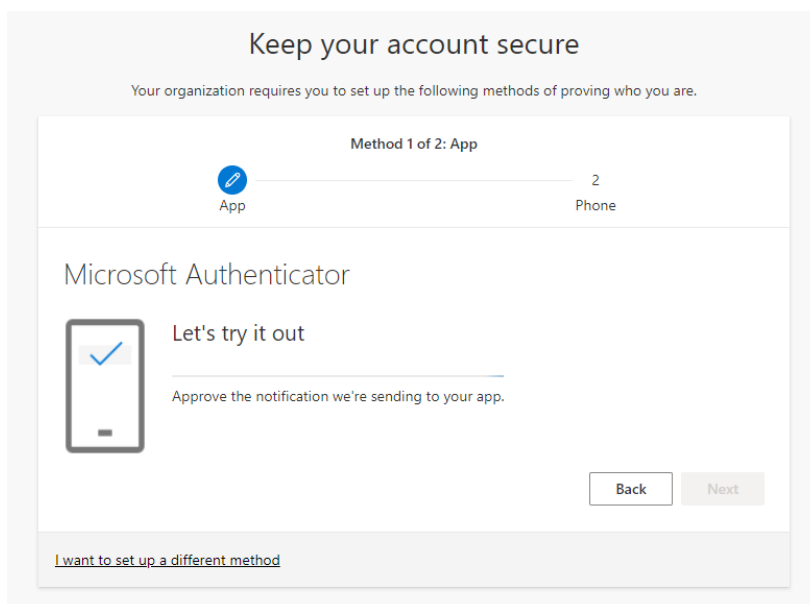 Keep your account secure
Your organization requires you to set up the following methods of proving who you are.
Method 1 of 2: App
2
App
Phone
Microsoft Authenticator
Let's try it out
Approve the notification we're sending to your app.
Back
Next
I want to set up a different method